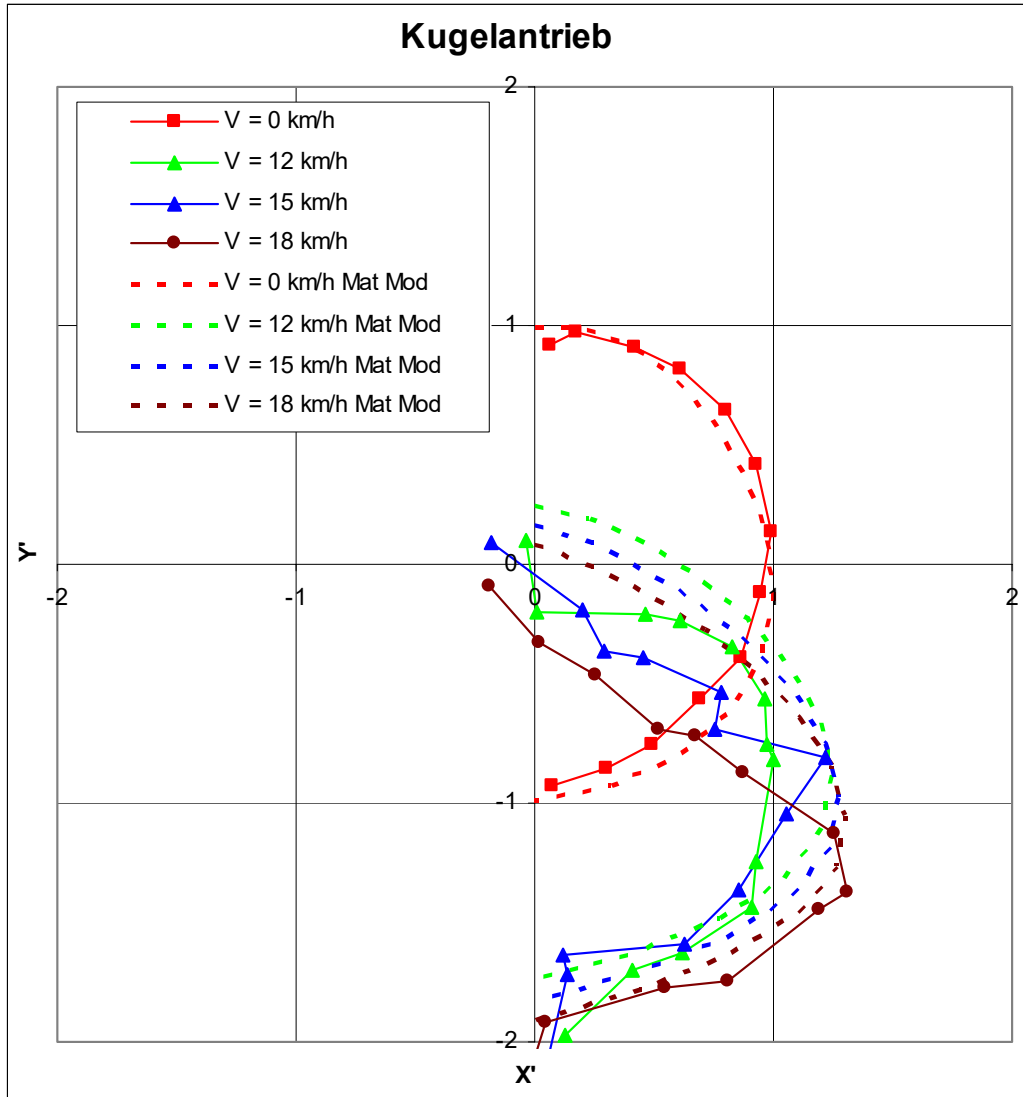 Kugelantrieb
2
V = 0 km/h
V = 12 km/h
V = 15 km/h
V = 18 km/h
V = 0 km/h Mat Mod
V = 12 km/h Mat Mod
V = 15 km/h Mat Mod
V = 18 km/h Mat Mod
1
Y'
0
-2
-1
0
1
2
-1
-2
X'